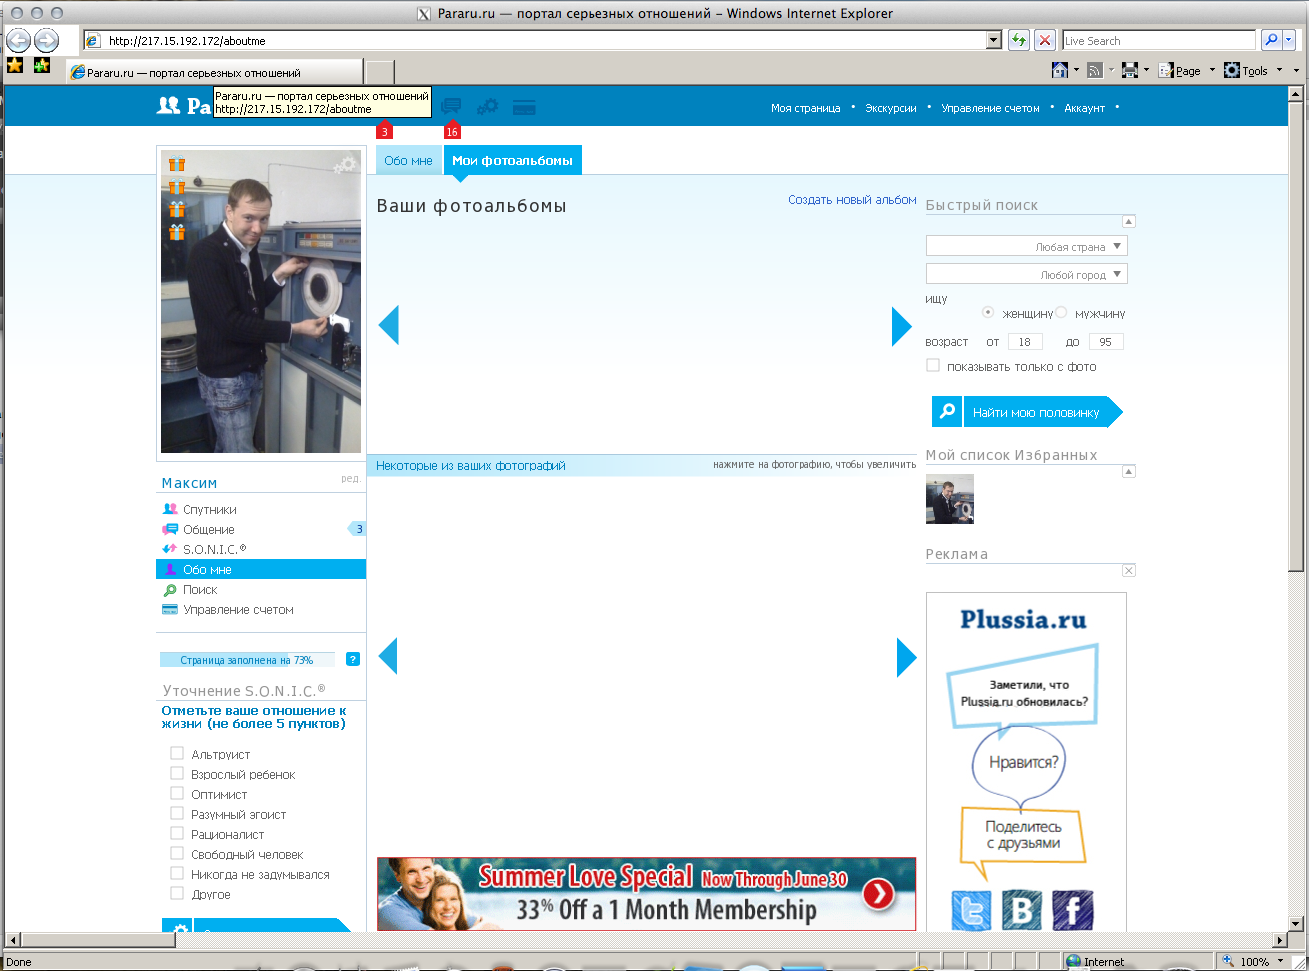 Pararu.ru — портал серьезных отношений – Windows Internet Explorer
http://217.15.192.172/aboutme
Live Search
Pararu.ru — портал серьезных отношений
Page
Tools
Pa
Pararu.ru — портал серьезных отношений
http://217.15.192.172/aboutme
Моя страница • Экскурсии • Управление счетом • Аккаунт •
3
16
Обо мне
Мои фотоальбомы
Ваши фотоальбомы
Создать новый альбом
Некоторые из ваших фотографий
нажмите на фотографию, чтобы увеличить
Максим
ред.
Спутники
Общение
3
S.O.N.I.C.®
Обо мне
Поиск
Управление счетом
Страница заполнена на 73%
?
Уточнение S.O.N.I.C.®
Отметьте ваше отношение к
жизни (не более 5 пунктов)
Альтруист
Взрослый ребенок
Оптимист
Разумный эгоист
Рационалист
Свободный человек
Никогда не задумывался
Другое
Summer Love Special Now Through June 30
33% Off a 1 Month Membership
Быстрый поиск
Любая страна
Любой город
ищу
женщину
мужчину
возраст от 18 до 95
показывать только с фото
Найти мою половинку
Мой список Избранных
Реклама
Plussia.ru
Заметили, что
Plussia.ru обновилась?
Нравится?
Поделитесь
с друзьями
t
B
f
Done
Internet
100%